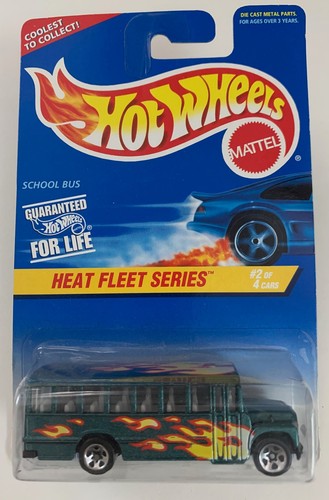 COOLEST
TO COLLECT!
DIE CAST METAL PARTS.
FOR AGES OVER 3 YEARS.
HOT WHEELS
MATTEL
SCHOOL BUS
GUARANTEED
HOT WHEELS
FOR LIFE
HEAT FLEET SERIES™
#2 OF
4 CARS